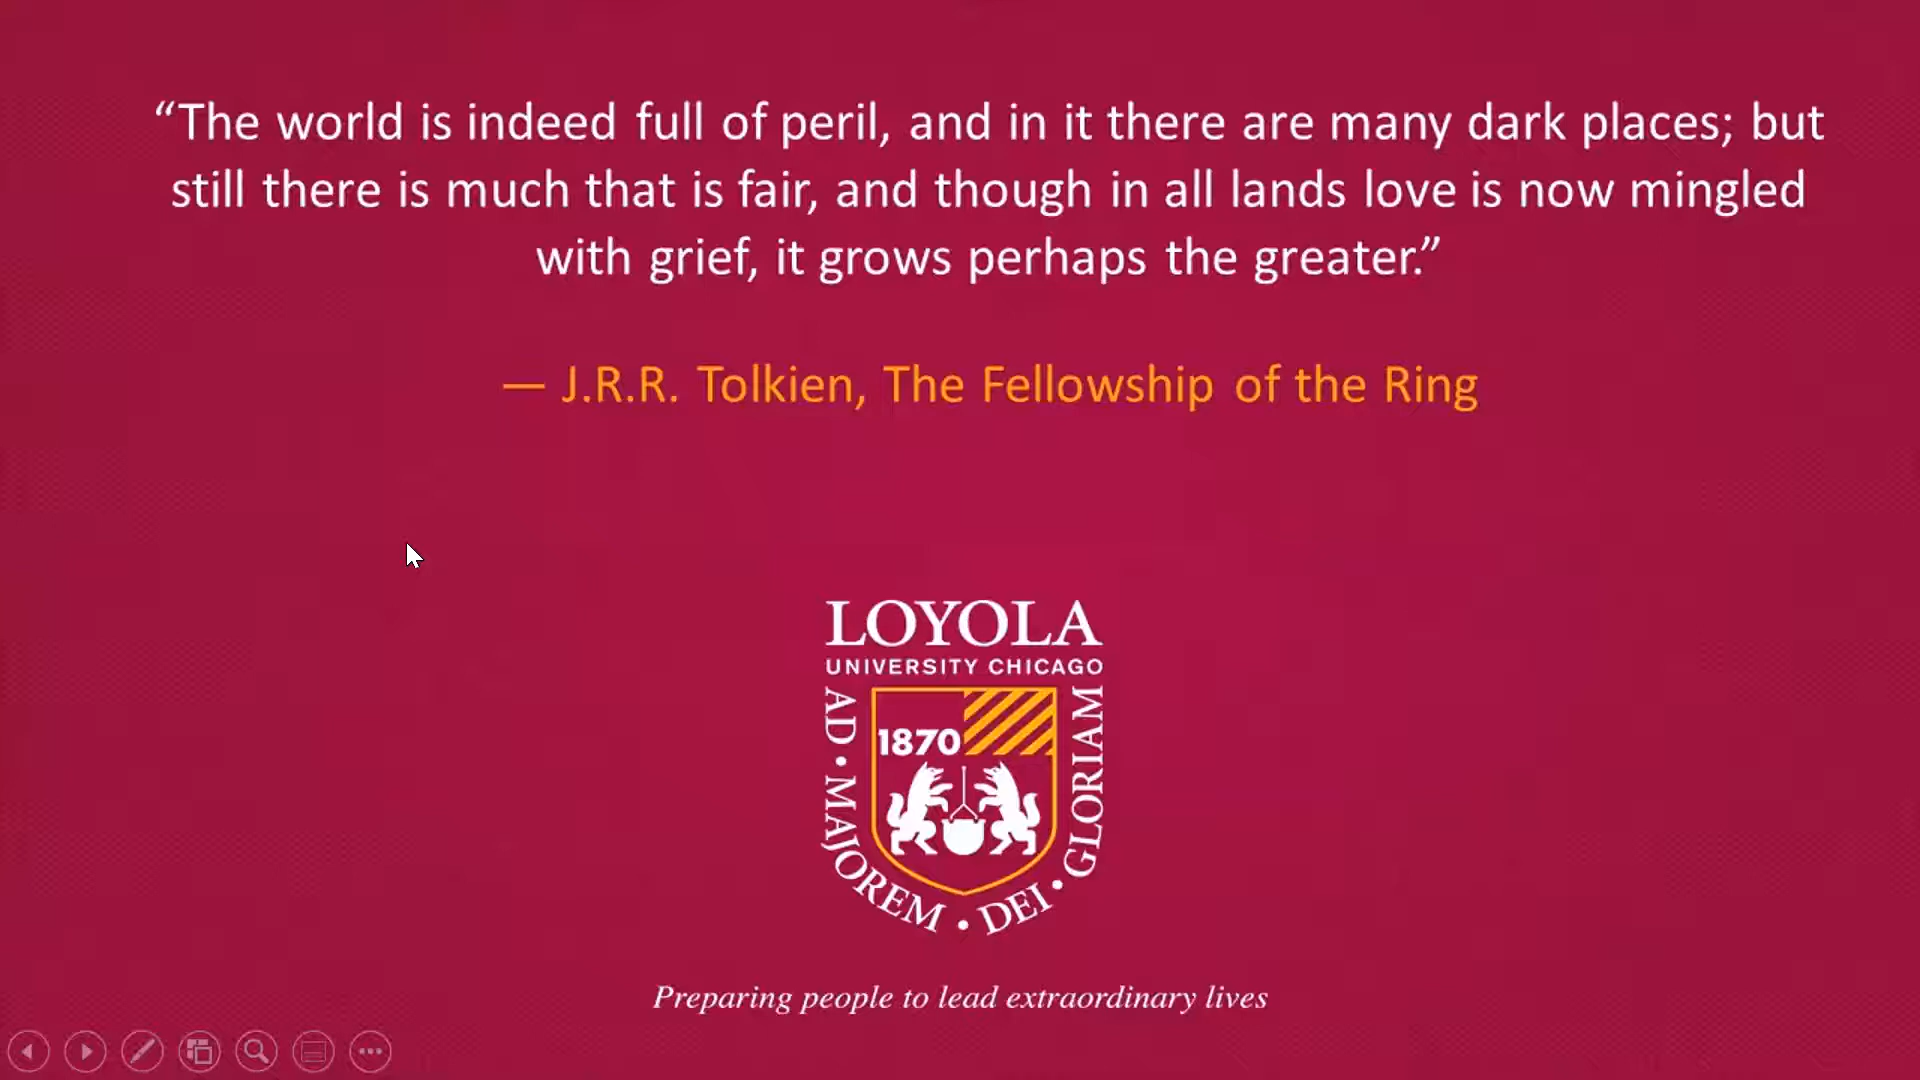 “The world is indeed full of peril, and in it there are many dark places; but
still there is much that is fair, and though in all lands love is now mingled
with grief, it grows perhaps the greater.”
— J.R.R. Tolkien, The Fellowship of the Ring
LOYOLA
UNIVERSITY CHICAGO
AD • MAJOREM • DEI • GLORIAM
1870
Preparing people to lead extraordinary lives